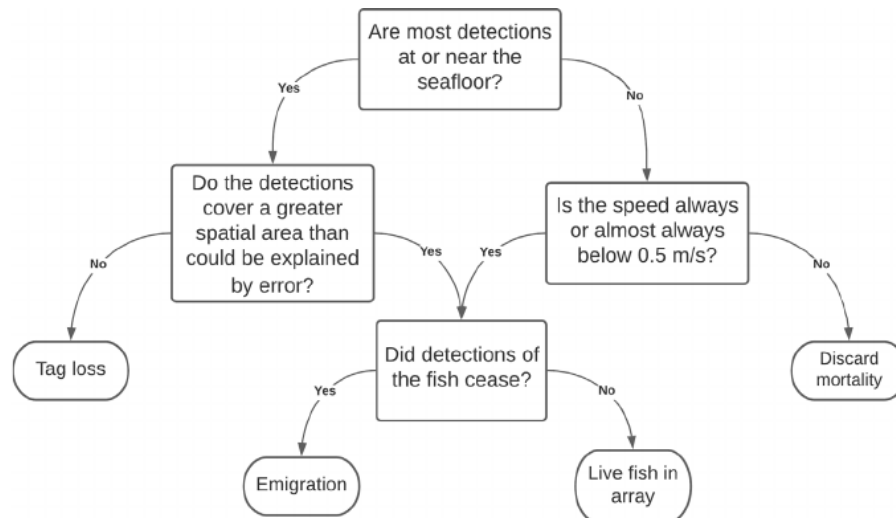 Are most detections
at or near the
seafloor?
Yes
No
Do the detections
cover a greater
spatial area than
could be explained
by error?
Is the speed always
or almost always
below 0.5 m/s?
No
Yes
Yes
No
Tag loss
Did detections of
the fish cease?
Discard
mortality
Yes
No
Emigration
Live fish in
array